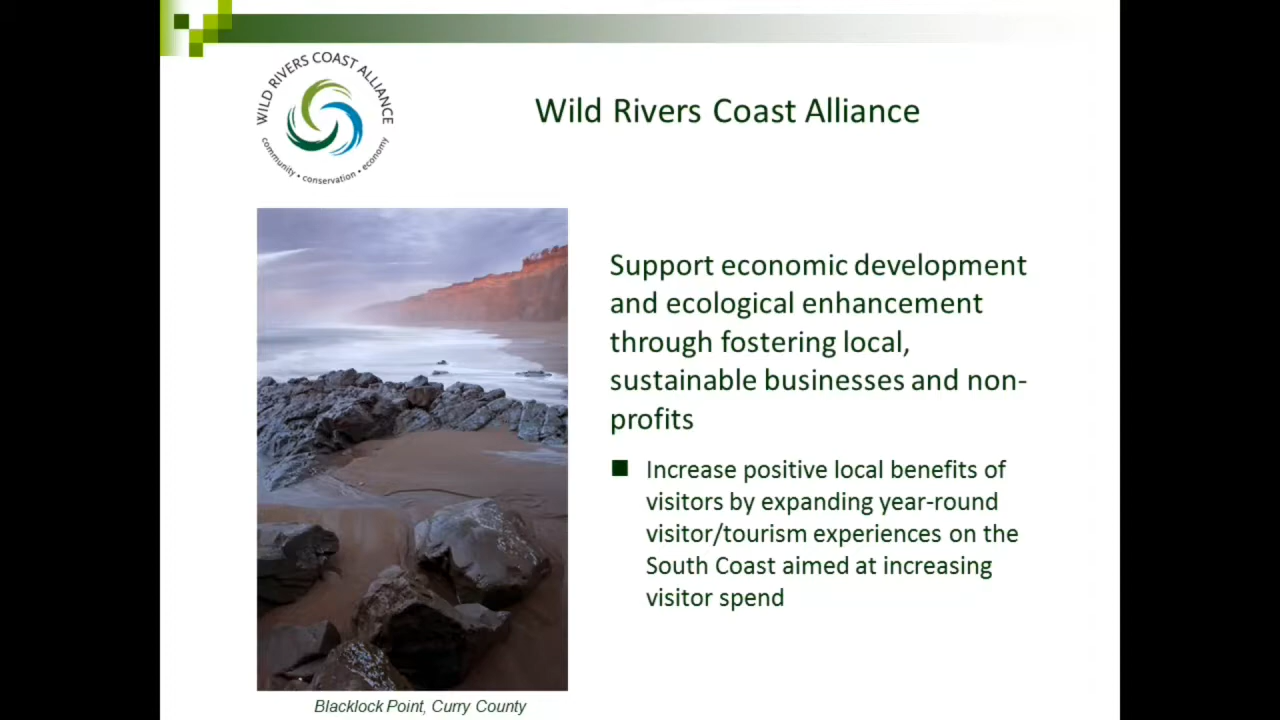 WILD RIVERS COAST ALLIANCE
community • conservation • economy
Wild Rivers Coast Alliance
Support economic development
and ecological enhancement
through fostering local,
sustainable businesses and non-
profits
Increase positive local benefits of
visitors by expanding year-round
visitor/tourism experiences on the
South Coast aimed at increasing
visitor spend
Blacklock Point, Curry County